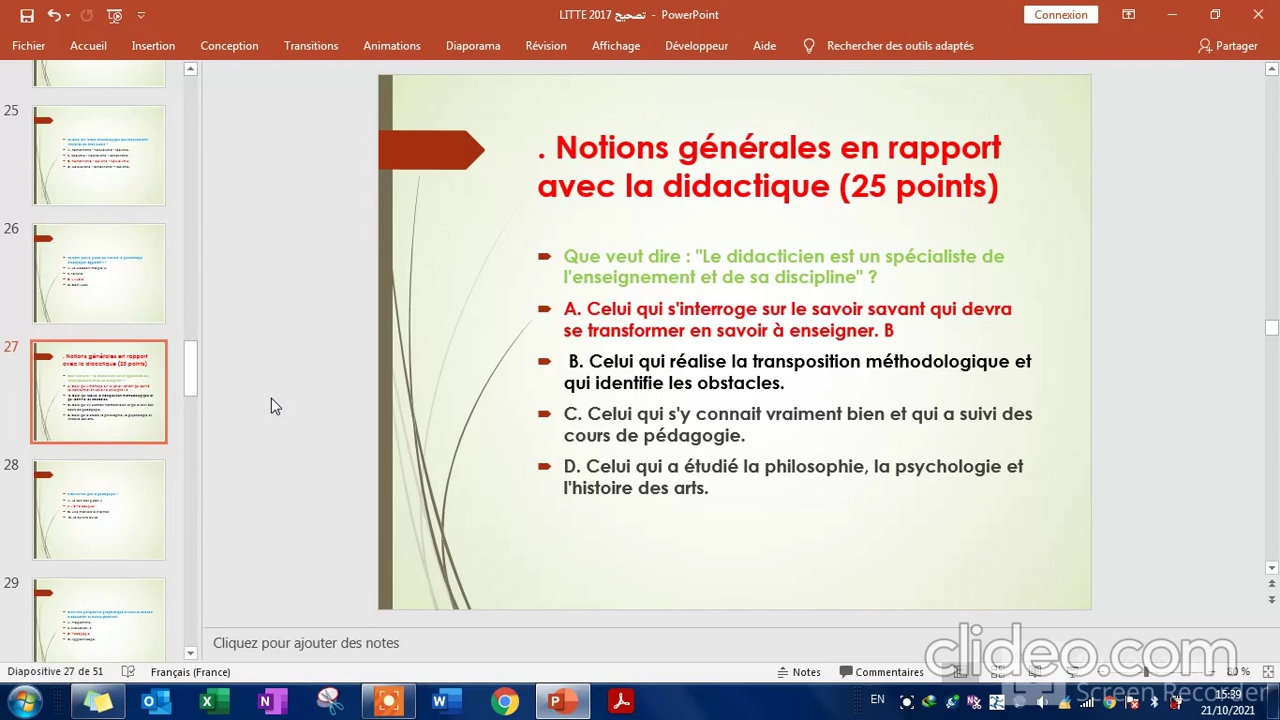 LITTE 2017 تصحيح - PowerPoint
Connexion
Fichier Accueil Insertion Conception Transitions Animations Diaporama Révision Affichage Développeur Aide Rechercher des outils adaptés Partager
25
26
27
28
29
. Notions générales en rapport
avec la didactique (25 points)
Que veut dire : "Le didacticien est un spécialiste de
l'enseignement et de sa discipline" ?
A. Celui qui s'interroge sur le savoir savant qui devra
se transformer en savoir à enseigner. B
B. Celui qui réalise la transposition méthodologique et
qui identifie les obstacles.
C. Celui qui s'y connait vraiment bien et qui a suivi des
cours de pédagogie.
D. Celui qui a étudié la philosophie, la psychologie et
l'histoire des arts.
Cliquez pour ajouter des notes
clideo.com
Diapositive 27 de 51 Français (France) Notes Commentaires 80 %
Screen Recorder
EN 15:39
21/10/2021